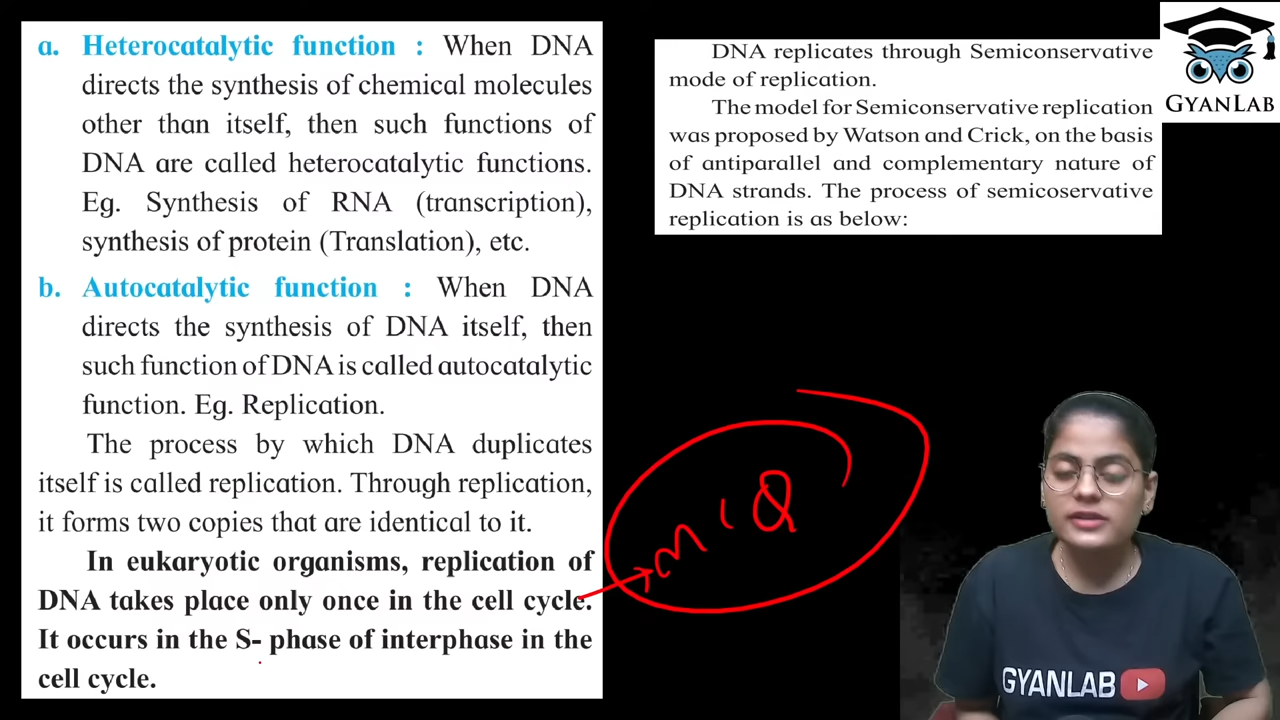 a. Heterocatalytic function : When DNA
directs the synthesis of chemical molecules
other than itself, then such functions of
DNA are called heterocatalytic functions.
Eg. Synthesis of RNA (transcription),
synthesis of protein (Translation), etc.
b. Autocatalytic function : When DNA
directs the synthesis of DNA itself, then
such function of DNA is called autocatalytic
function. Eg. Replication.
The process by which DNA duplicates
itself is called replication. Through replication,
it forms two copies that are identical to it.
In eukaryotic organisms, replication of
DNA takes place only once in the cell cycle.
It occurs in the S- phase of interphase in the
cell cycle.
DNA replicates through Semiconservative
mode of replication.
The model for Semiconservative replication
was proposed by Watson and Crick, on the basis
of antiparallel and complementary nature of
DNA strands. The process of semicoservative
replication is as below:
GYANLAB
MCQ
GYANLAB